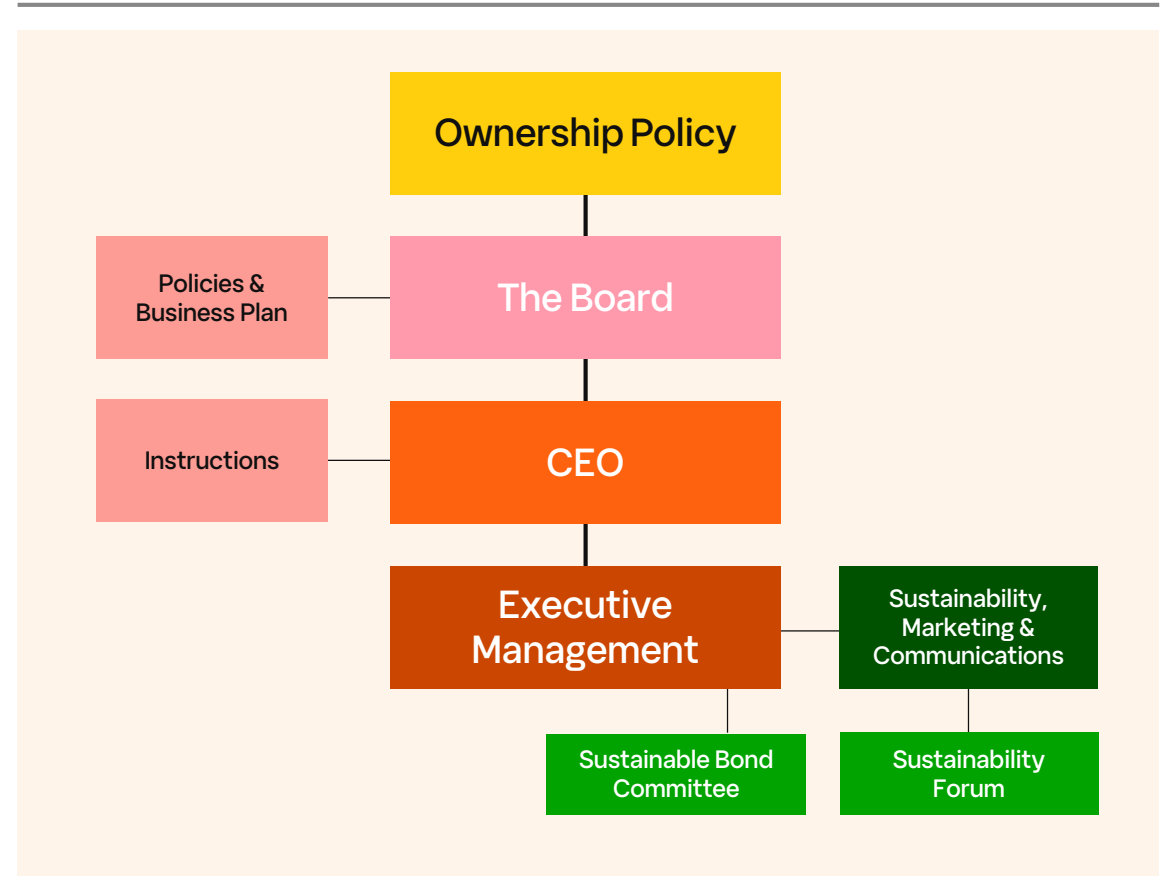 Ownership Policy
Policies &
Business Plan
The Board
Instructions
CEO
Executive
Management
Sustainability,
Marketing &
Communications
Sustainable Bond
Committee
Sustainability
Forum